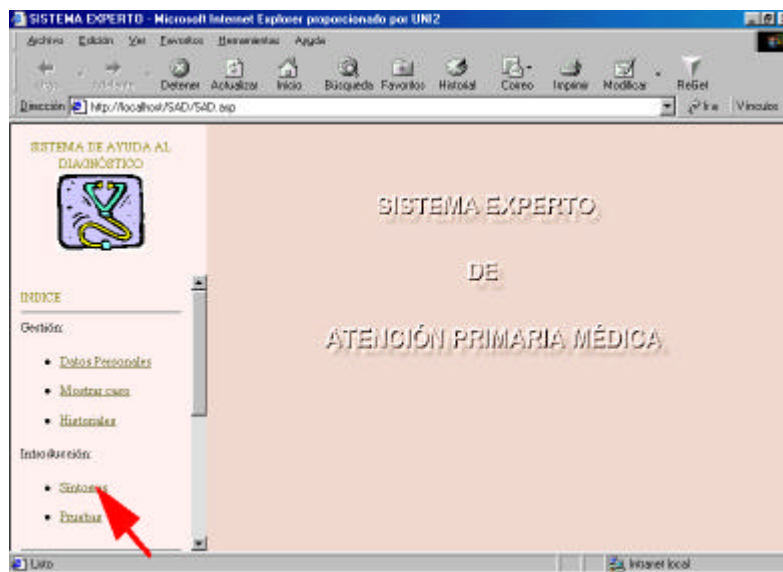 SISTEMA EXPERTO - Microsoft Internet Explorer proporcionado por UNI2
Archivo Edición Ver Favoritos Herramientas Ayuda
Detener Actualizar Inicio Búsqueda Favoritos Historial Correo Imprimir Modificar ReGet
Dirección http://localhost/SAD/SAD.asp Ir a Vínculos
SISTEMA DE AYUDA AL
DIAGNÓSTICO
SISTEMA EXPERTO
DE
ATENCIÓN PRIMARIA MÉDICA
INDICE
Gestión:
Datos Personales
Mostrar caso
Historiales
Introducción:
Síntomas
Pruebas
Listo Intranet local